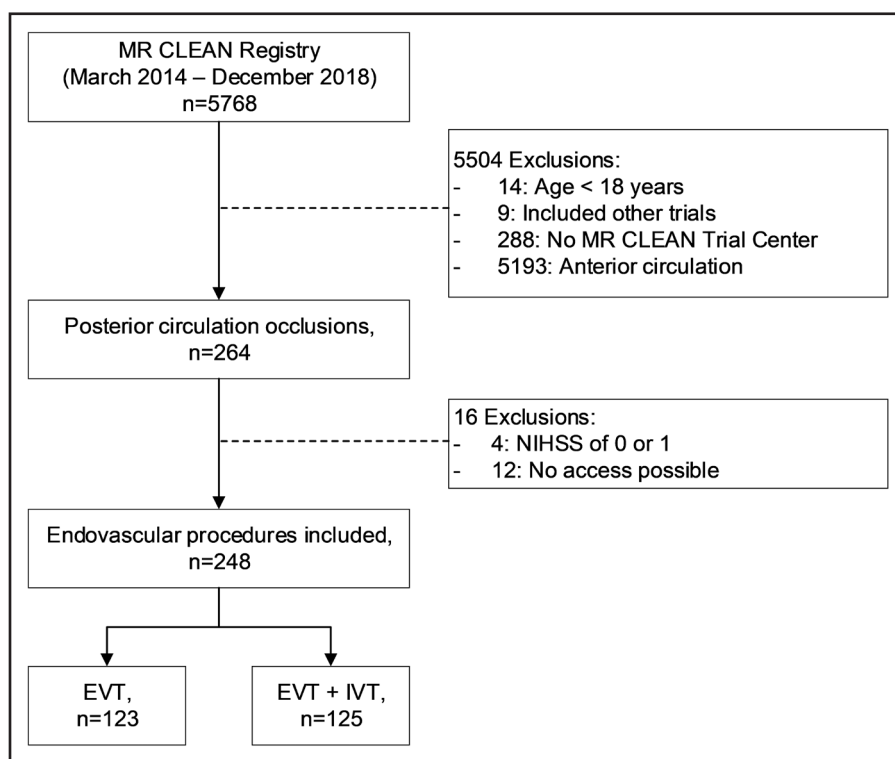 MR CLEAN Registry
(March 2014 – December 2018)
n=5768
5504 Exclusions:
- 14: Age < 18 years
- 9: Included other trials
- 288: No MR CLEAN Trial Center
- 5193: Anterior circulation
Posterior circulation occlusions,
n=264
16 Exclusions:
- 4: NIHSS of 0 or 1
- 12: No access possible
Endovascular procedures included,
n=248
EVT,
n=123
EVT + IVT,
n=125